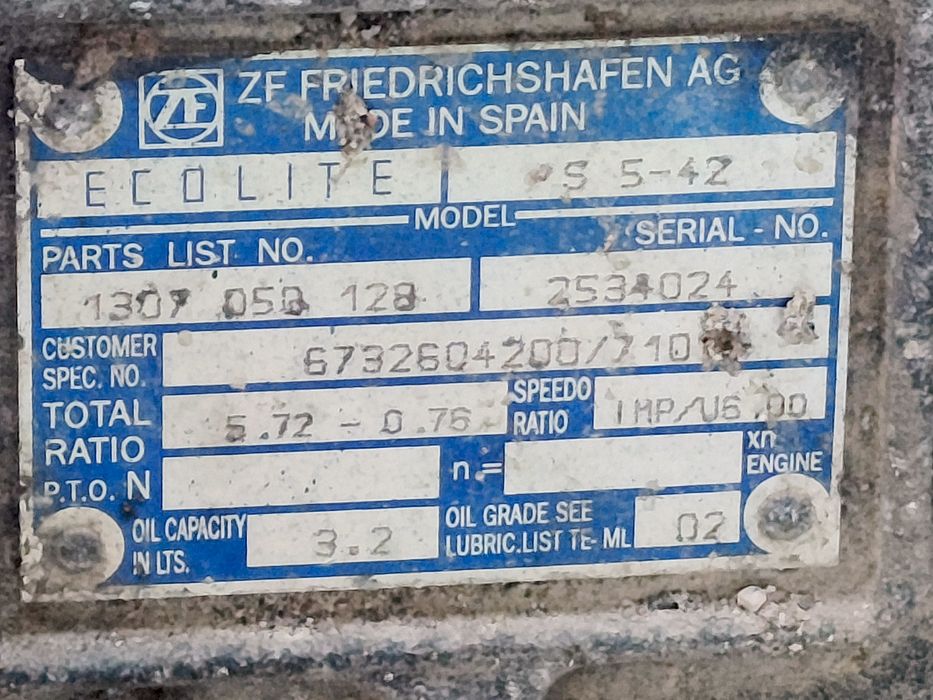 ZF
ZF FRIEDRICHSHAFEN AG
MADE IN SPAIN
ECOLITE S 5-42
MODEL
PARTS LIST NO. SERIAL - NO.
1307 050 128 2534024
CUSTOMER
SPEC. NO. 6732604200/710
TOTAL
RATIO 5.72 - 0.76
SPEEDO
RATIO IMP/U6.00
P.T.O. N n = xn
ENGINE
OIL CAPACITY
IN LTS. 3.2
OIL GRADE SEE
LUBRIC.LIST TE-ML 02